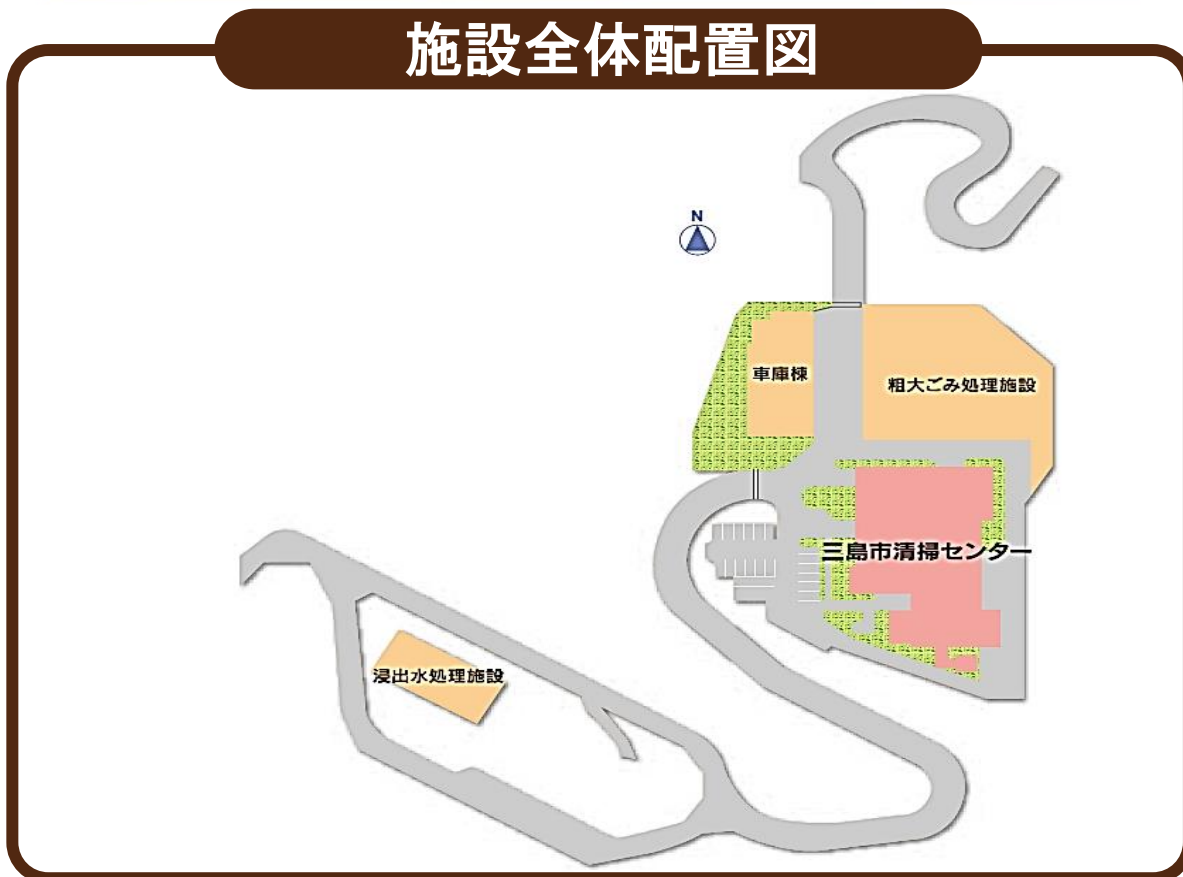 施設全体配置図
N
車庫棟
粗大ごみ処理施設
三島市清掃センター
浸出水処理施設